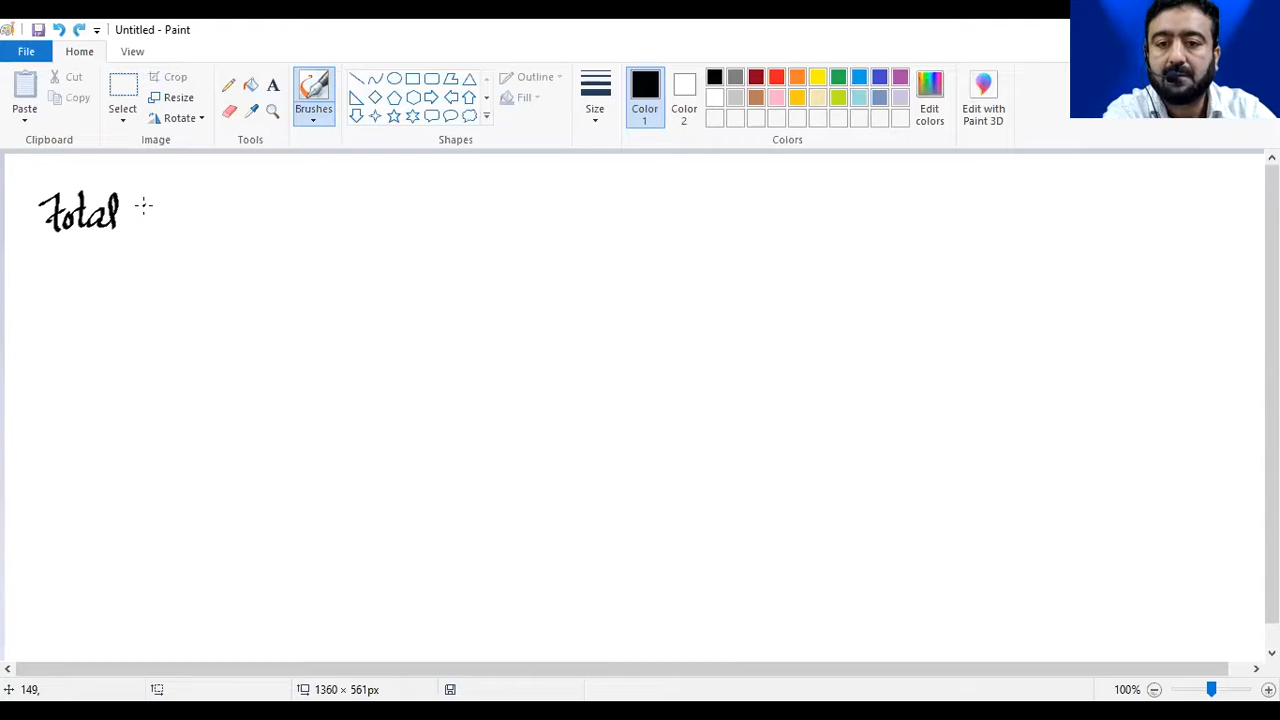 Untitled - Paint
File Home View
Paste
Cut
Copy
Clipboard
Select
Crop
Resize
Rotate
Image
Tools
Brushes
Outline
Fill
Shapes
Size
Color 1
Color 2
Edit colors
Colors
Edit with Paint 3D
Total
149,
1360 × 561px
100%